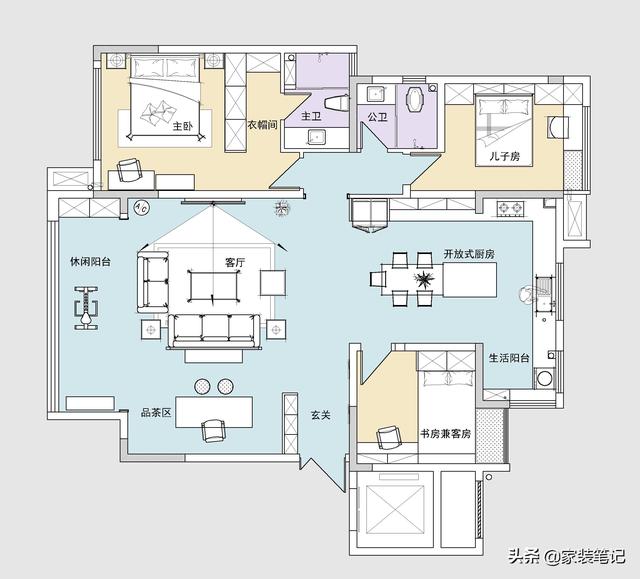 主卧
衣帽间
主卫
公卫
儿子房
休闲阳台
A/C
客厅
开放式厨房
生活阳台
品茶区
玄关
书房兼客房
头条 @家装笔记